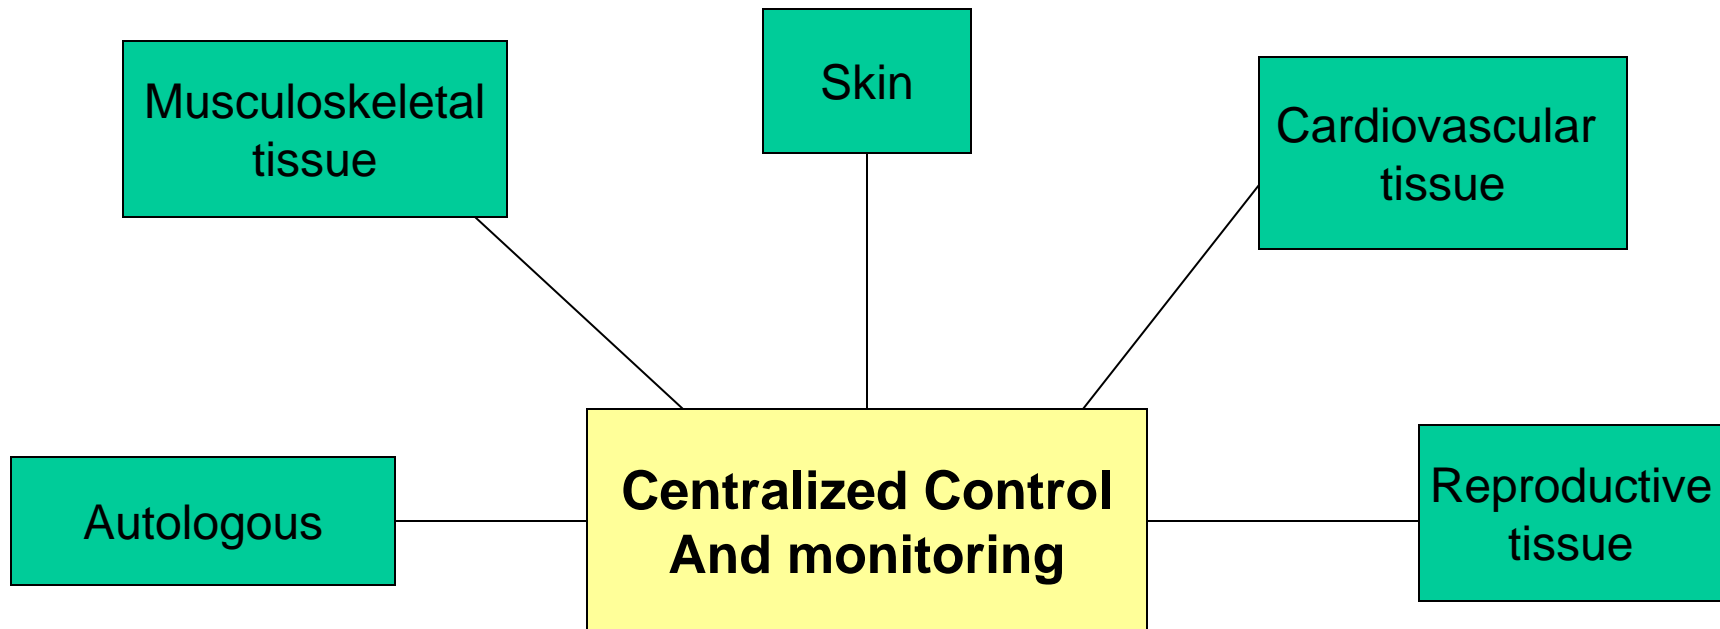 Musculoskeletal
tissue
Skin
Cardiovascular
tissue
Autologous
Centralized Control
And monitoring
Reproductive
tissue